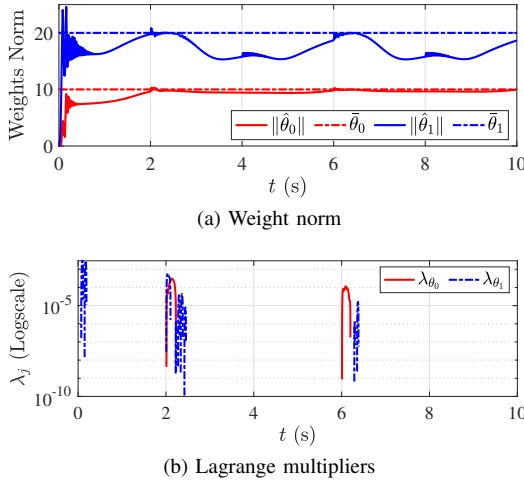 Weights Norm
20
10
0
‖θ̂₀‖ θ̄₀ ‖θ̂₁‖ θ̄₁
0 2 4 6 8 10
t (s)
(a) Weight norm
λⱼ (Logscale)
10⁻⁵
10⁻¹⁰
λ_θ₀ λ_θ₁
0 2 4 6 8 10
t (s)
(b) Lagrange multipliers